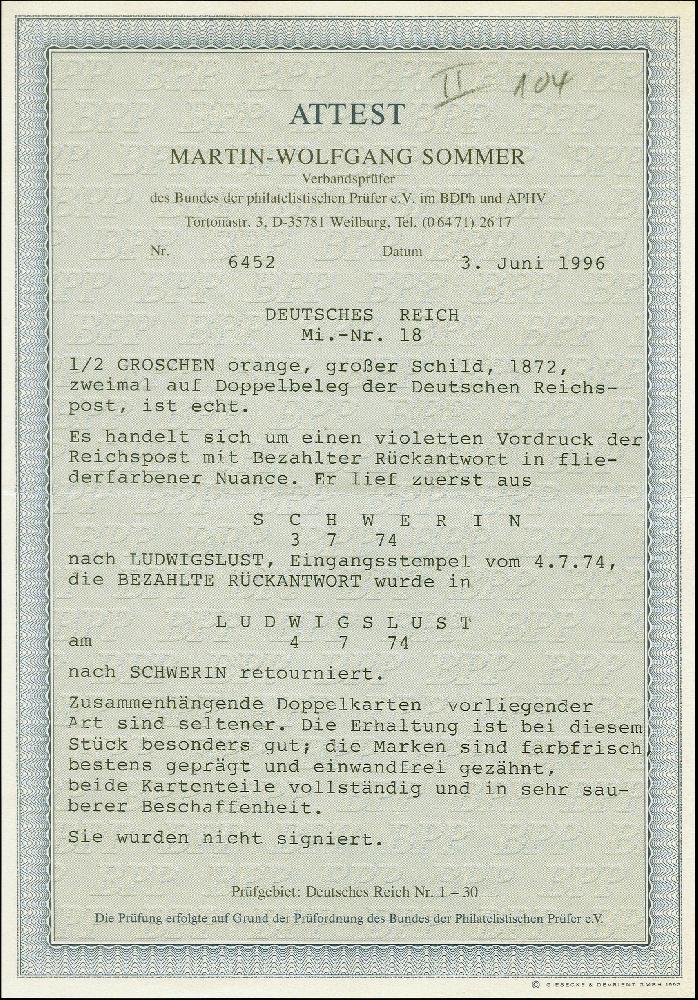 II 104
ATTEST
MARTIN-WOLFGANG SOMMER
Verbandsprüfer
des Bundes der philatelistischen Prüfer e.V. im BDPh und APHV
Tortonastr. 3, D-35781 Weilburg, Tel. (06471) 2617
Nr. 6452 Datum 3. Juni 1996
DEUTSCHES REICH
Mi.-Nr. 18
1/2 GROSCHEN orange, großer Schild, 1872,
zweimal auf Doppelbeleg der Deutschen Reichs-
post, ist echt.
Es handelt sich um einen violetten Vordruck der
Reichspost mit Bezahlter Rückantwort in flie-
derfarbener Nuance. Er lief zuerst aus
S C H W E R I N
3 7 74
nach LUDWIGSLUST, Eingangsstempel vom 4.7.74,
die BEZAHLTE RÜCKANTWORT wurde in
L U D W I G S L U S T
am 4 7 74
nach SCHWERIN retourniert.
Zusammenhängende Doppelkarten vorliegender
Art sind seltener. Die Erhaltung ist bei diesem
Stück besonders gut; die Marken sind farbfrisch,
bestens geprägt und einwandfrei gezähnt,
beide Kartenteile vollständig und in sehr sau-
berer Beschaffenheit.
Sie wurden nicht signiert.
Prüfgebiet: Deutsches Reich Nr. 1 – 30
Die Prüfung erfolgte auf Grund der Prüfordnung des Bundes der Philatelistischen Prüfer e.V.
© GIESECKE & DEVRIENT GMBH 1992